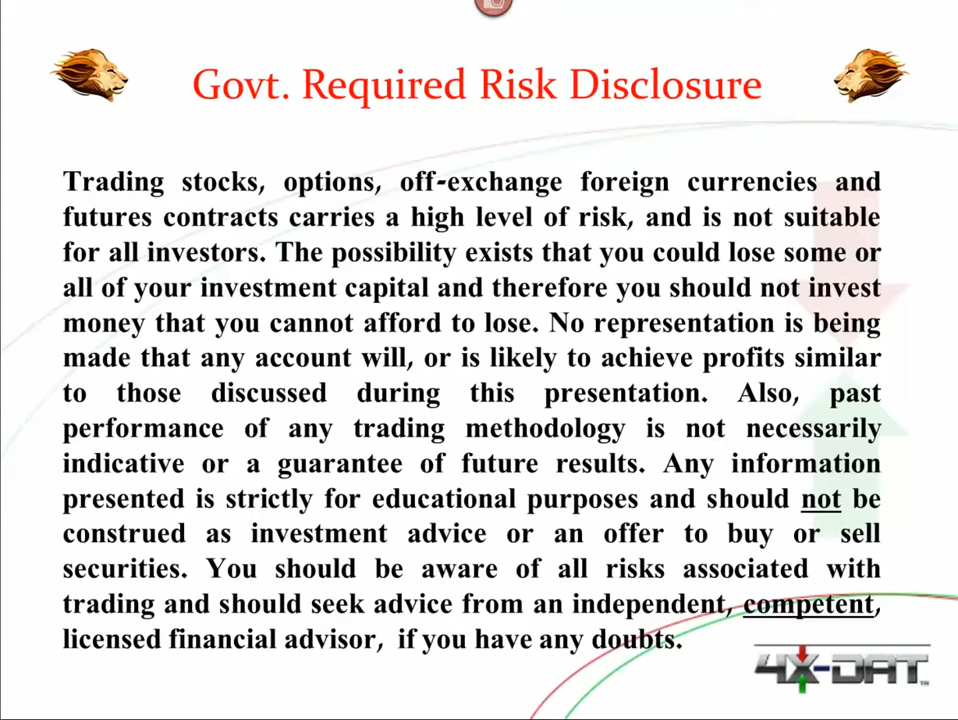 Govt. Required Risk Disclosure
Trading stocks, options, off-exchange foreign currencies and
futures contracts carries a high level of risk, and is not suitable
for all investors. The possibility exists that you could lose some or
all of your investment capital and therefore you should not invest
money that you cannot afford to lose. No representation is being
made that any account will, or is likely to achieve profits similar
to those discussed during this presentation. Also, past
performance of any trading methodology is not necessarily
indicative or a guarantee of future results. Any information
presented is strictly for educational purposes and should not be
construed as investment advice or an offer to buy or sell
securities. You should be aware of all risks associated with
trading and should seek advice from an independent, competent,
licensed financial advisor, if you have any doubts.
4X-DAT™